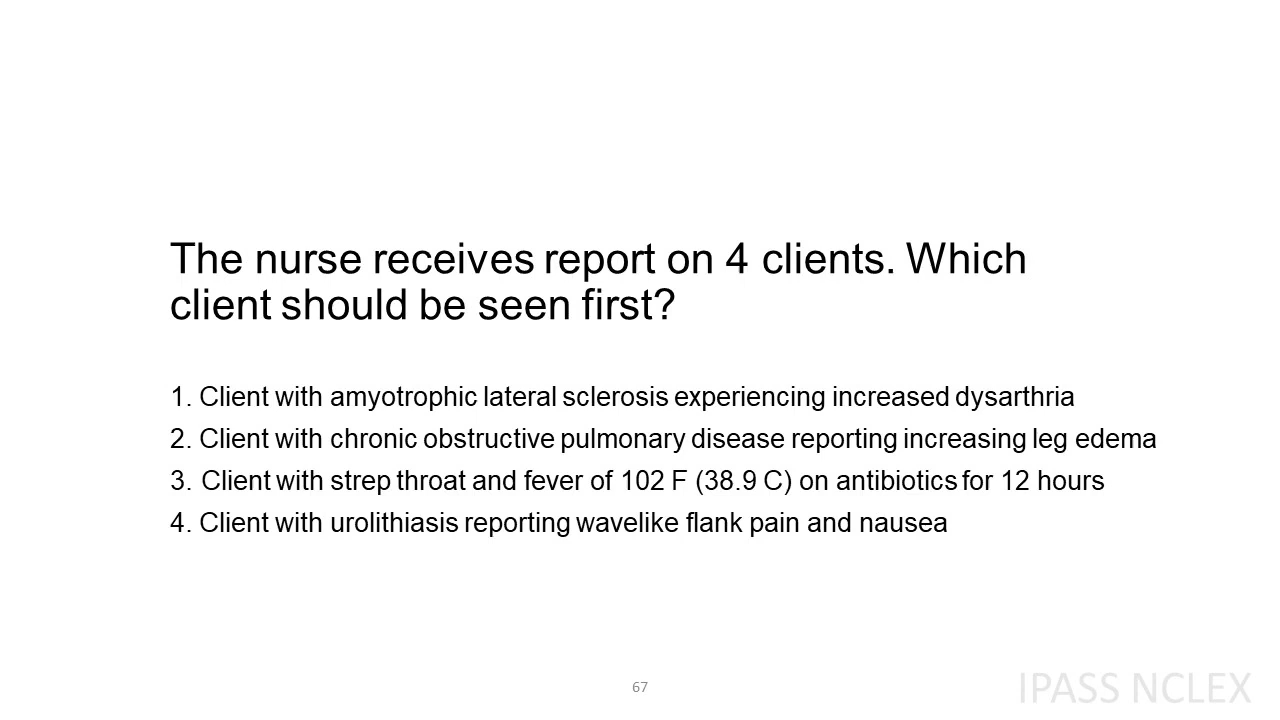 The nurse receives report on 4 clients. Which
client should be seen first?
1. Client with amyotrophic lateral sclerosis experiencing increased dysarthria
2. Client with chronic obstructive pulmonary disease reporting increasing leg edema
3. Client with strep throat and fever of 102 F (38.9 C) on antibiotics for 12 hours
4. Client with urolithiasis reporting wavelike flank pain and nausea
67
IPASS NCLEX